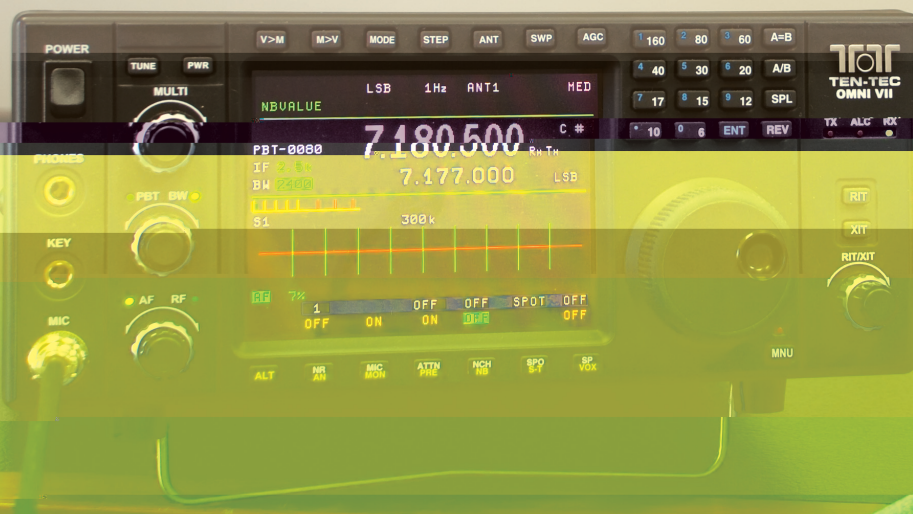 POWER
V>M M>V MODE STEP ANT SWP AGC
1 160 2 80 3 60 A=B
TUNE PWR
4 40 5 30 6 20 A/B
7 17 8 15 9 12 SPL
* 10 0 6 ENT REV
TEN-TEC
OMNI VII
TX ALC RX
MULTI
LSB 1Hz ANT1 MED
NBVALUE
7.180.500 C #
PBT-0080
IF
BW
7.177.000 LSB
S1 300k
PHONES
PBT BW
KEY
AF RF
MIC
RIT
XIT
RIT/XIT
MNU
AF 7%
1 OFF OFF SPOT OFF
OFF ON ON OFF OFF
ALT NR MIC ATTN NCH SPO SP
AN MON PRE NB S-T VOX